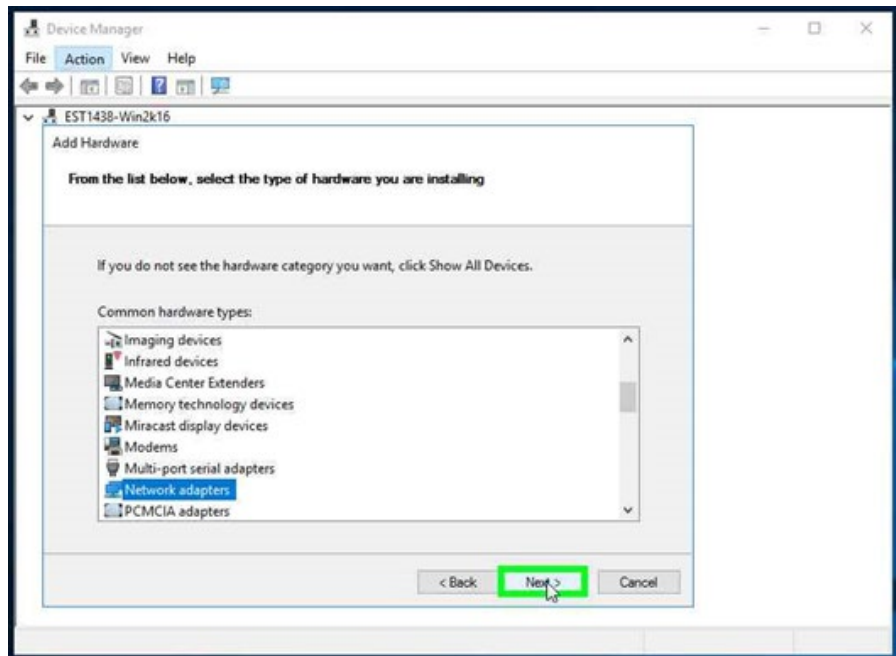 Device Manager
File Action View Help
EST1438-Win2k16
Add Hardware
From the list below, select the type of hardware you are installing
If you do not see the hardware category you want, click Show All Devices.
Common hardware types:
Imaging devices
Infrared devices
Media Center Extenders
Memory technology devices
Miracast display devices
Modems
Multi-port serial adapters
Network adapters
PCMCIA adapters
< Back Next > Cancel